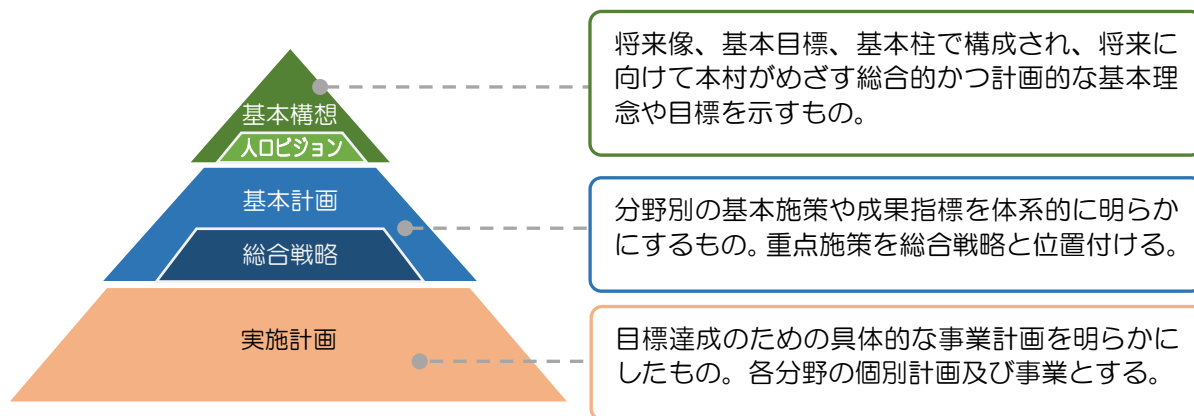 基本構想
人口ビジョン
将来像、基本目標、基本柱で構成され、将来に
向けて本村がめざす総合的かつ計画的な基本理
念や目標を示すもの。
基本計画
総合戦略
分野別の基本施策や成果指標を体系的に明らか
にするもの。重点施策を総合戦略と位置付ける。
実施計画
目標達成のための具体的な事業計画を明らかに
したもの。各分野の個別計画及び事業とする。